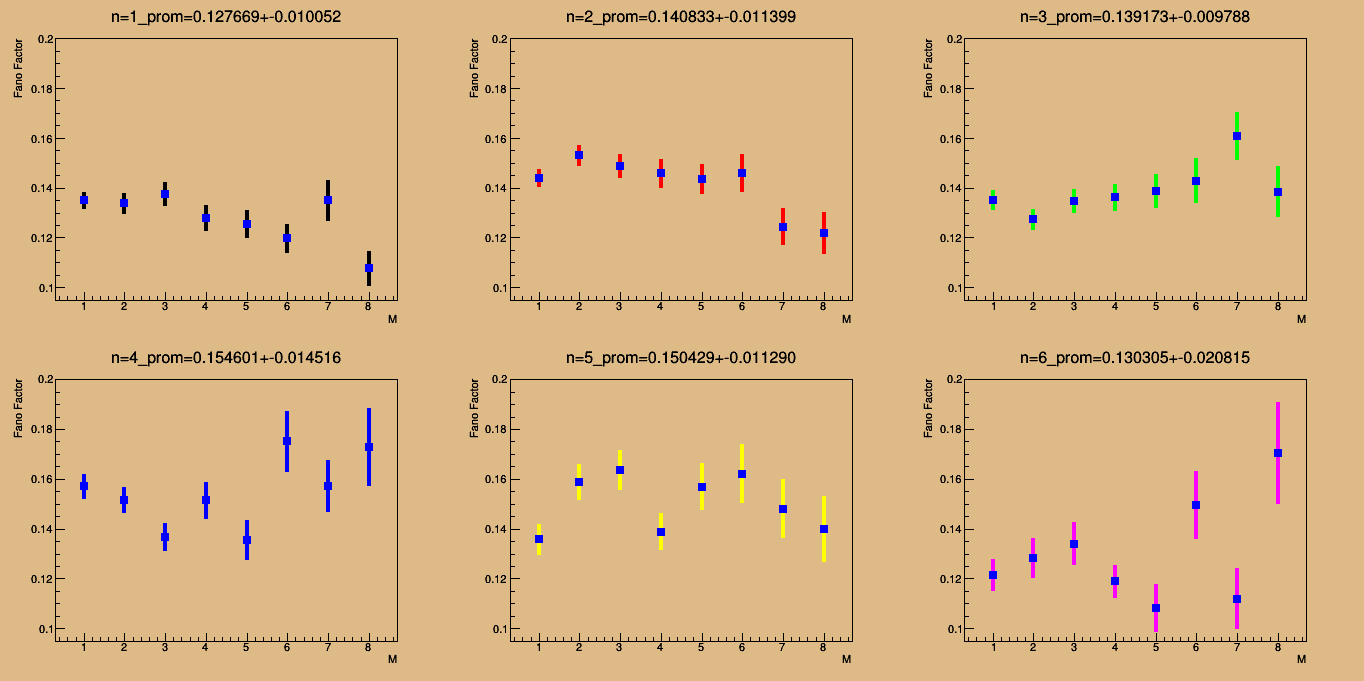 n=1_prom=0.127669+-0.010052
Fano Factor
0.2
0.18
0.16
0.14
0.12
0.1
1 2 3 4 5 6 7 8
M
n=2_prom=0.140833+-0.011399
Fano Factor
0.2
0.18
0.16
0.14
0.12
0.1
1 2 3 4 5 6 7 8
M
n=3_prom=0.139173+-0.009788
Fano Factor
0.2
0.18
0.16
0.14
0.12
0.1
1 2 3 4 5 6 7 8
M
n=4_prom=0.154601+-0.014516
Fano Factor
0.2
0.18
0.16
0.14
0.12
0.1
1 2 3 4 5 6 7 8
M
n=5_prom=0.150429+-0.011290
Fano Factor
0.2
0.18
0.16
0.14
0.12
0.1
1 2 3 4 5 6 7 8
M
n=6_prom=0.130305+-0.020815
Fano Factor
0.2
0.18
0.16
0.14
0.12
0.1
1 2 3 4 5 6 7 8
M